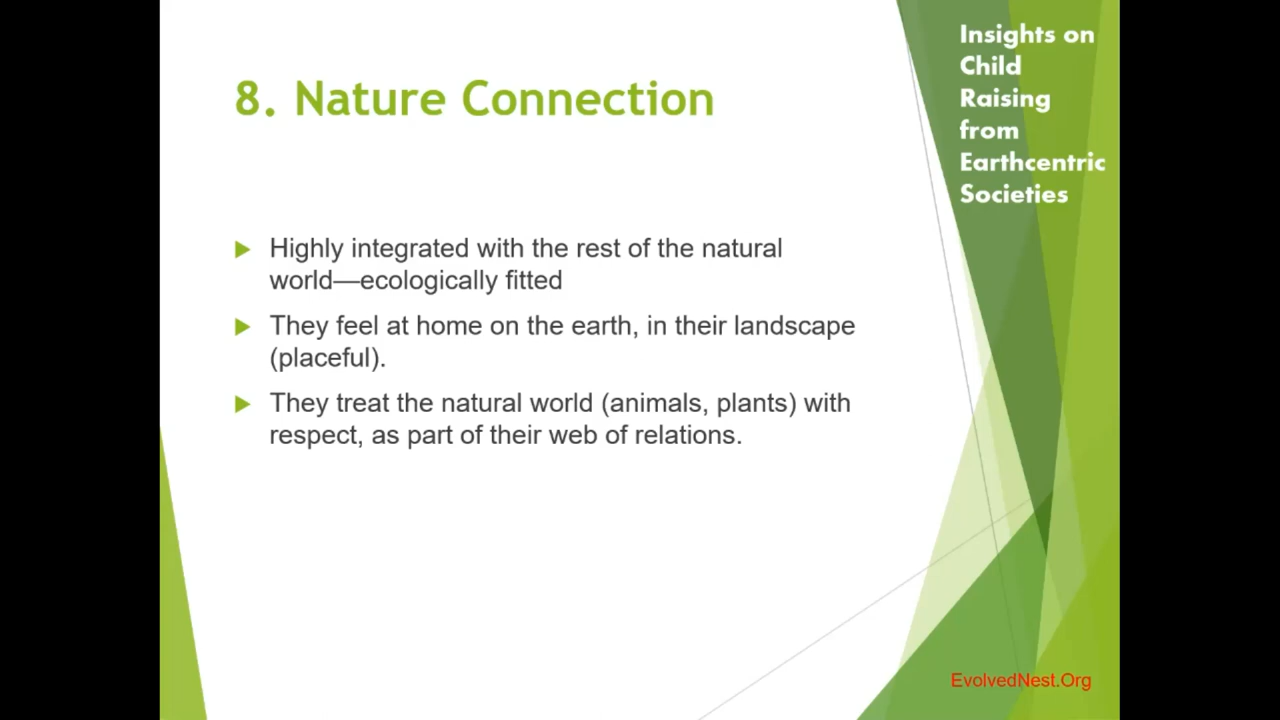 8. Nature Connection
Highly integrated with the rest of the natural
world—ecologically fitted
They feel at home on the earth, in their landscape
(placeful).
They treat the natural world (animals, plants) with
respect, as part of their web of relations.
Insights on
Child
Raising
from
Earthcentric
Societies
EvolvedNest.Org